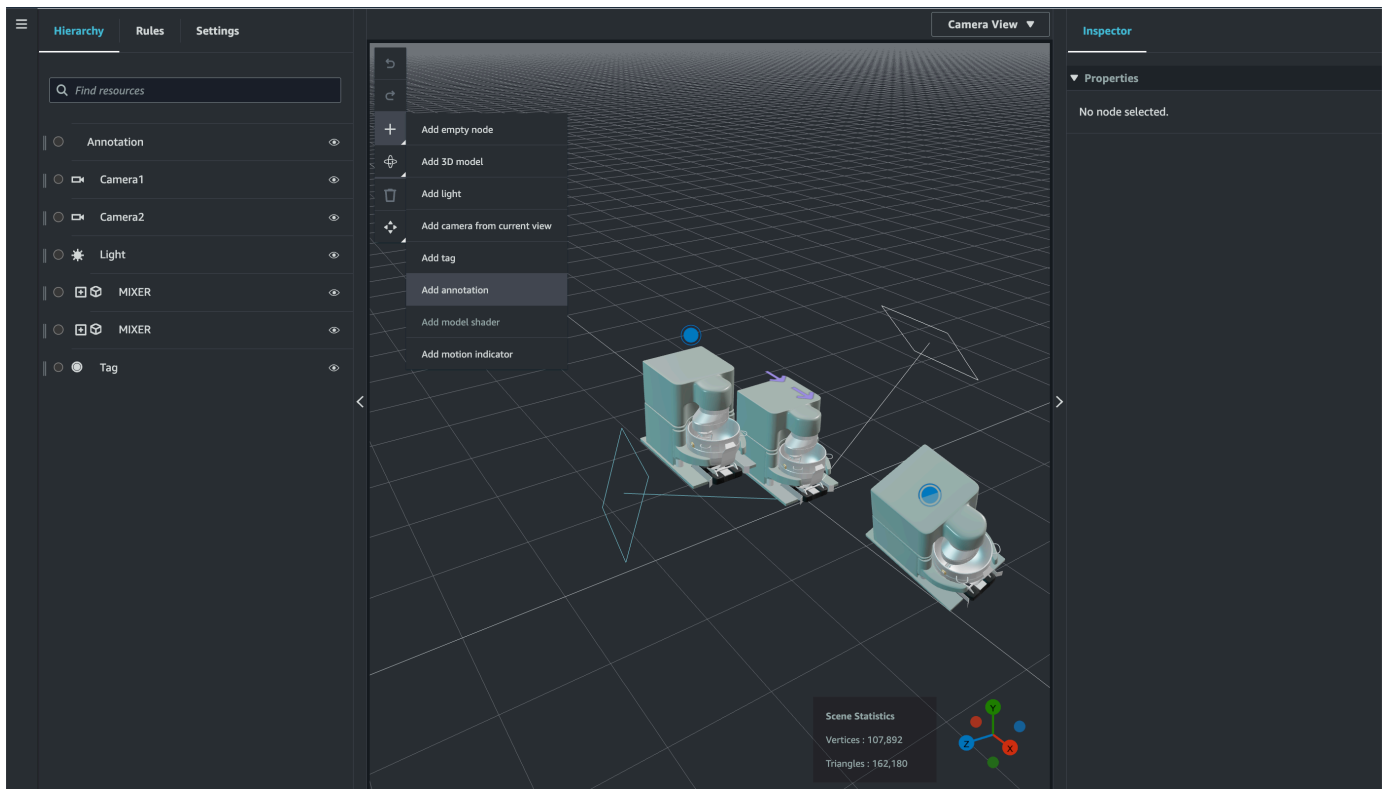 Hierarchy
Rules
Settings
Camera View
Inspector
Find resources
Properties
No node selected.
Annotation
Camera1
Camera2
Light
MIXER
MIXER
Tag
Add empty node
Add 3D model
Add light
Add camera from current view
Add tag
Add annotation
Add model shader
Add motion indicator
Scene Statistics
Vertices : 107,892
Triangles : 162,180
Y
Z
X